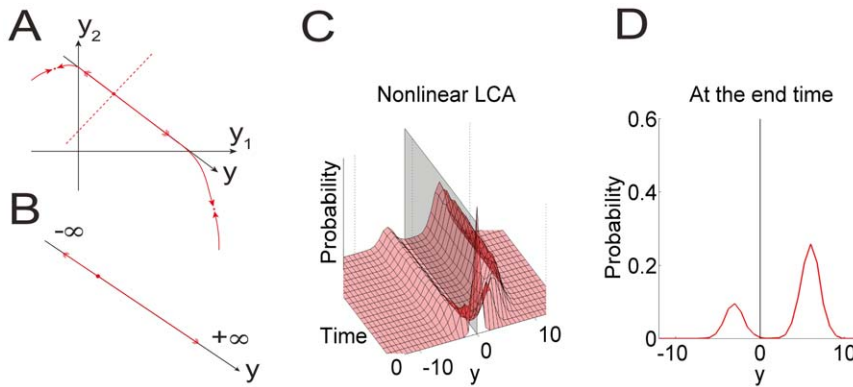 A
y₂
y₁
y
B
-∞
+∞
y
C
Nonlinear LCA
Probability
Time
0
-10
0
10
y
D
At the end time
Probability
0.6
0.4
0.2
0
0
10
y